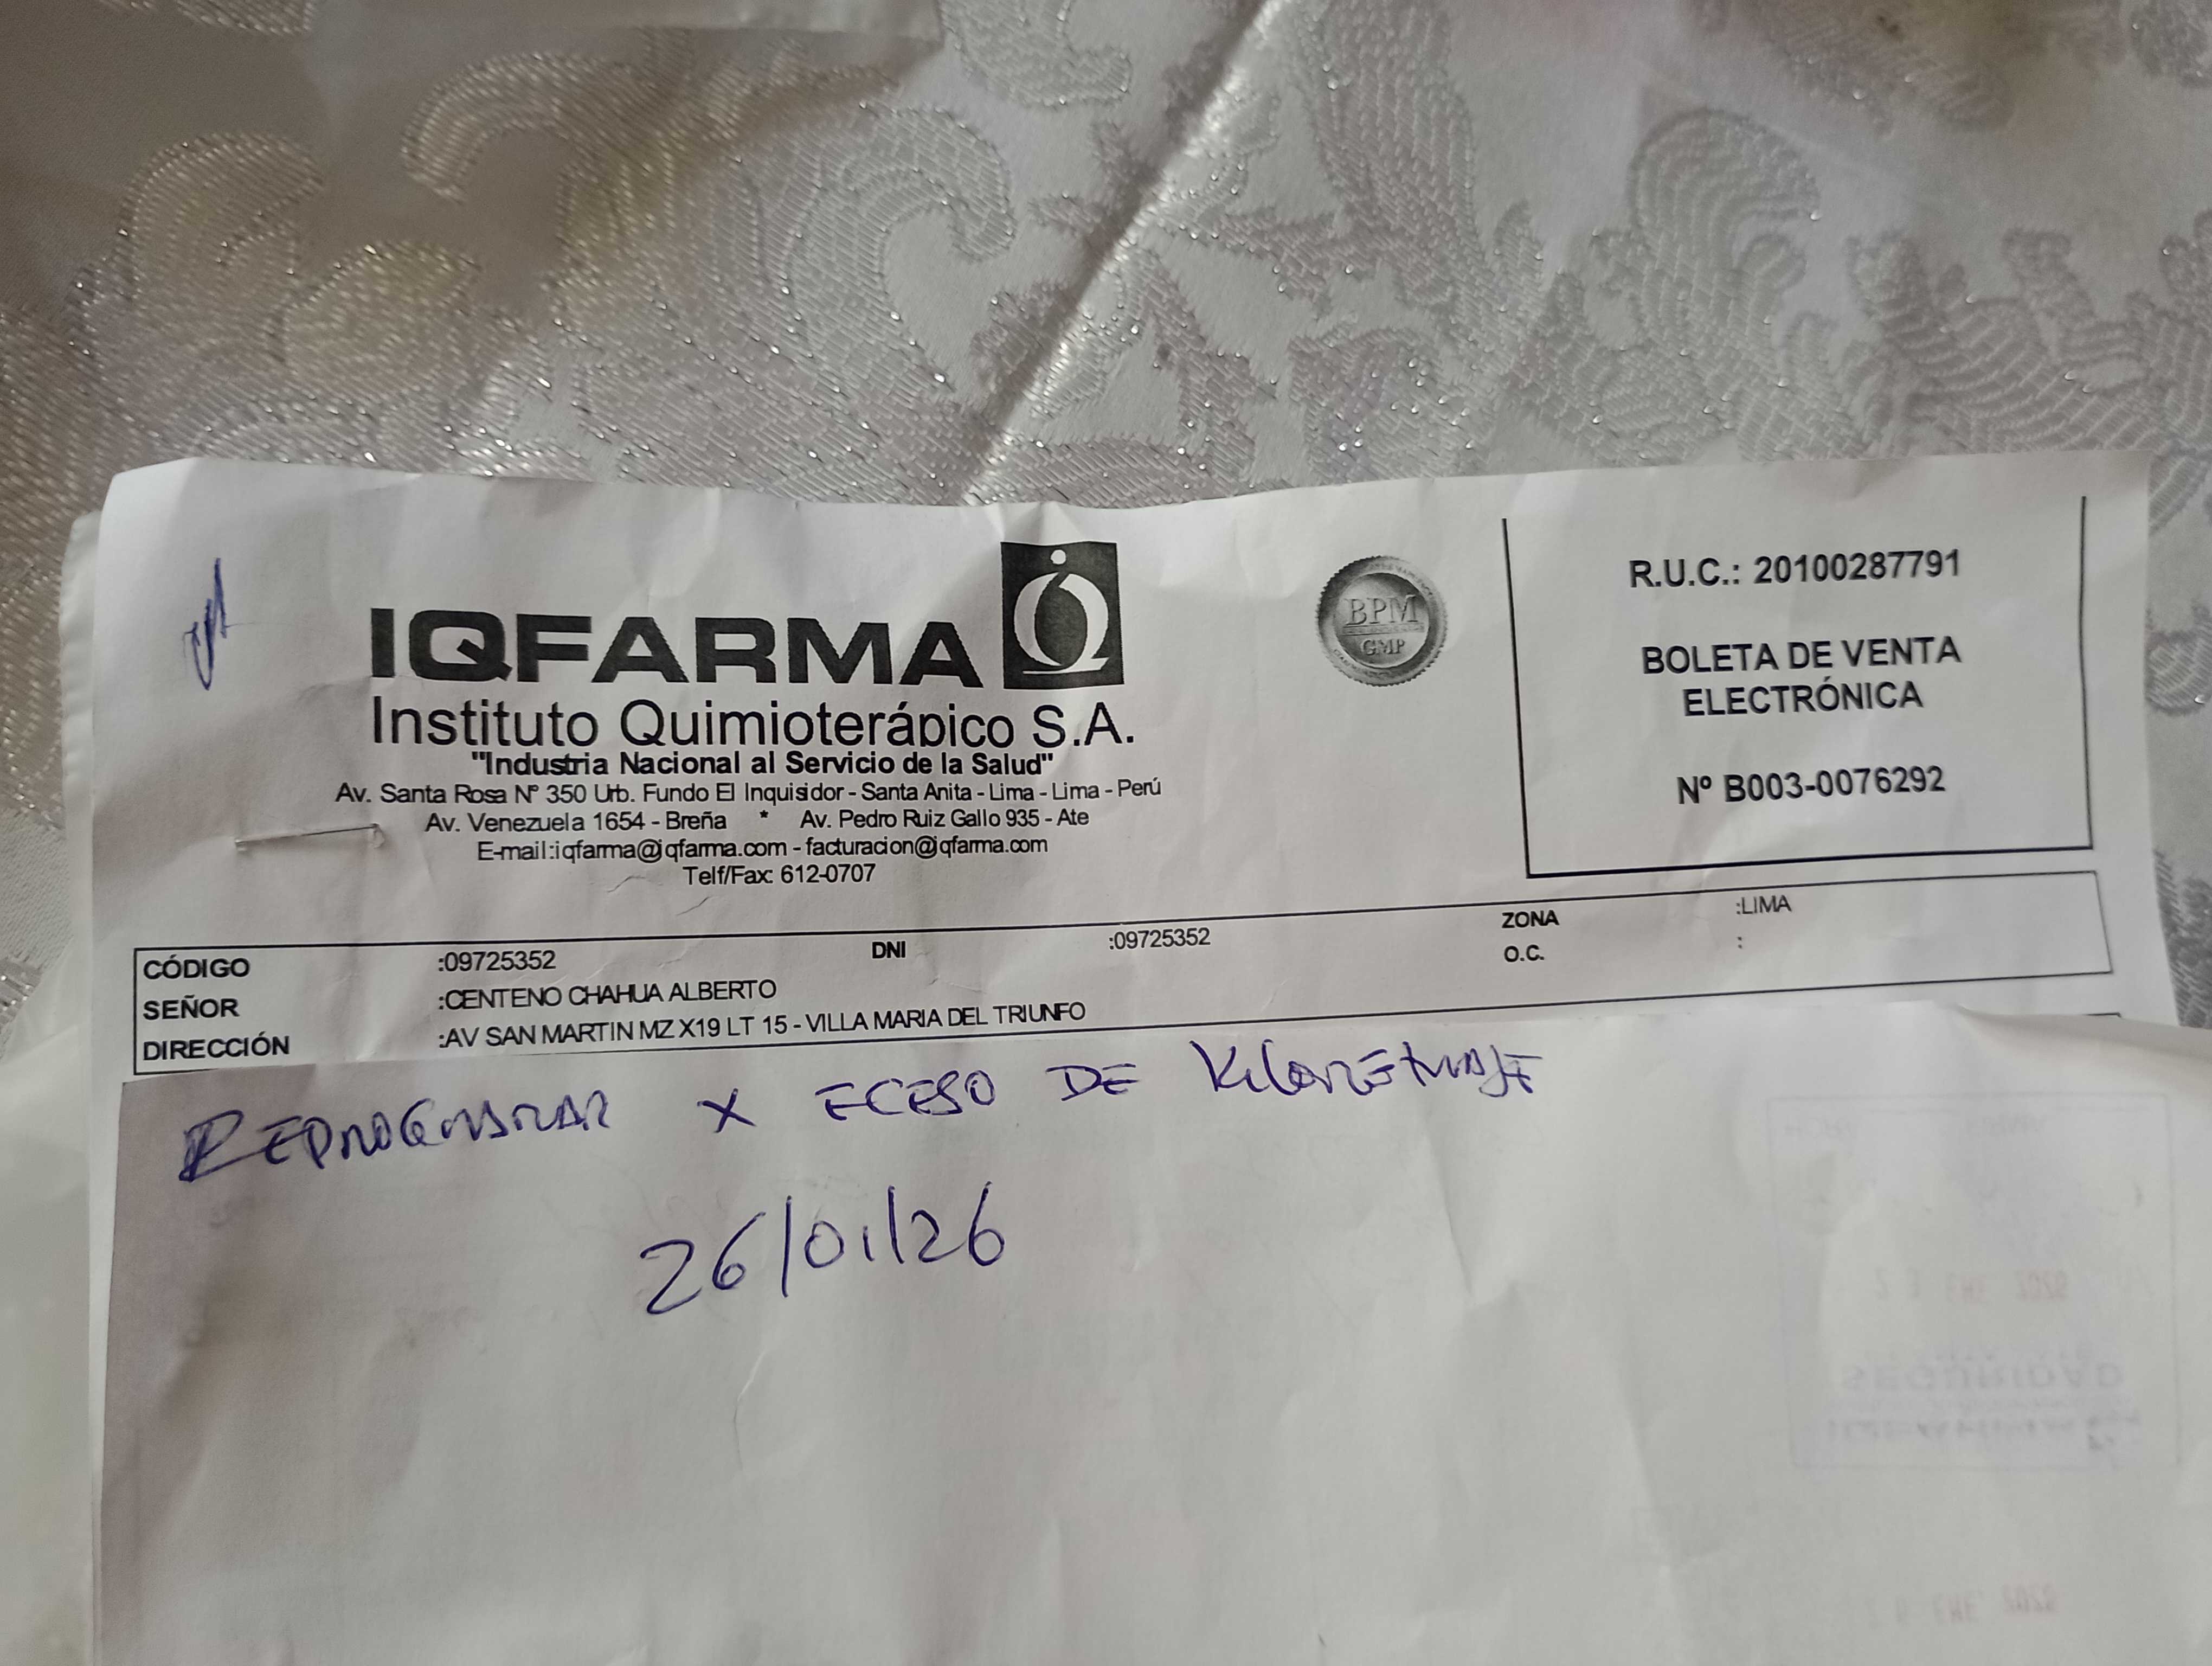 IQFARMA
Instituto Quimioterápico S.A.
"Industria Nacional al Servicio de la Salud"
Av. Santa Rosa Nº 350 Urb. Fundo El Inquisidor - Santa Anita - Lima - Lima - Perú
Av. Venezuela 1654 - Breña * Av. Pedro Ruiz Gallo 935 - Ate
E-mail:iqfarma@iqfarma.com - facturacion@iqfarma.com
Telf/Fax: 612-0707
BPM
GMP
R.U.C.: 20100287791
BOLETA DE VENTA
ELECTRÓNICA
Nº B003-0076292
CÓDIGO :09725352 DNI :09725352 ZONA :LIMA
SEÑOR :CENTENO CHAHUA ALBERTO O.C. :
DIRECCIÓN :AV SAN MARTIN MZ X19 LT 15 - VILLA MARIA DEL TRIUNFO
REPROGRAMAR X ECESO DE KILOMETRAJE
26/01/26
SEGURIDAD